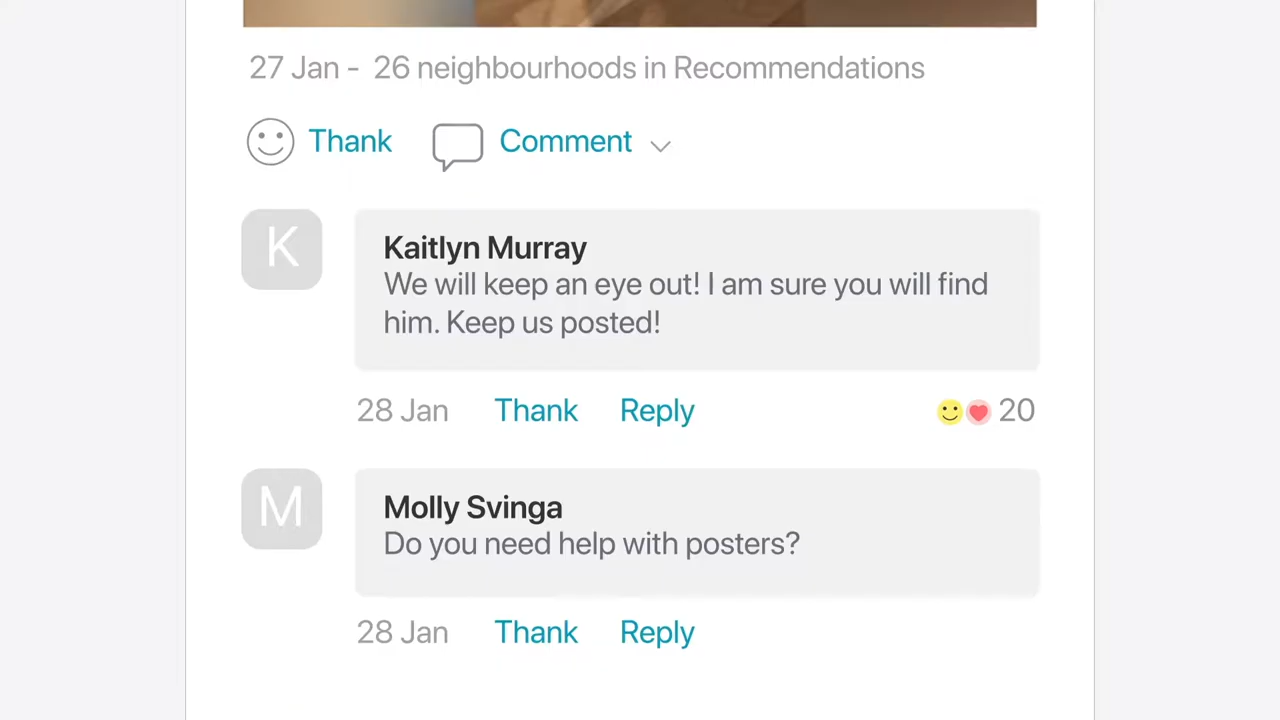 27 Jan - 26 neighbourhoods in Recommendations
Thank Comment
K
Kaitlyn Murray
We will keep an eye out! I am sure you will find
him. Keep us posted!
28 Jan Thank Reply 20
M
Molly Svinga
Do you need help with posters?
28 Jan Thank Reply